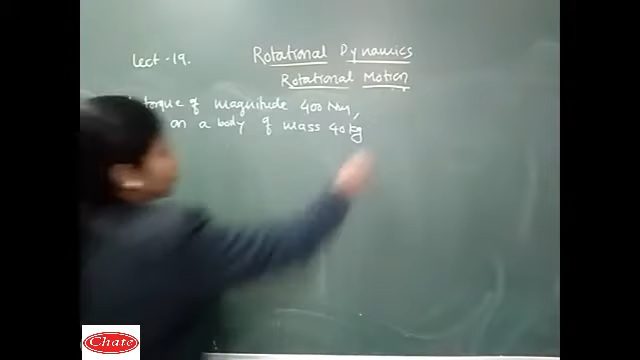 Lect - 19.
Rotational Dynamics
Rotational Motion
torque of magnitude 400 Nm,
on a body of mass 40 kg
Chate